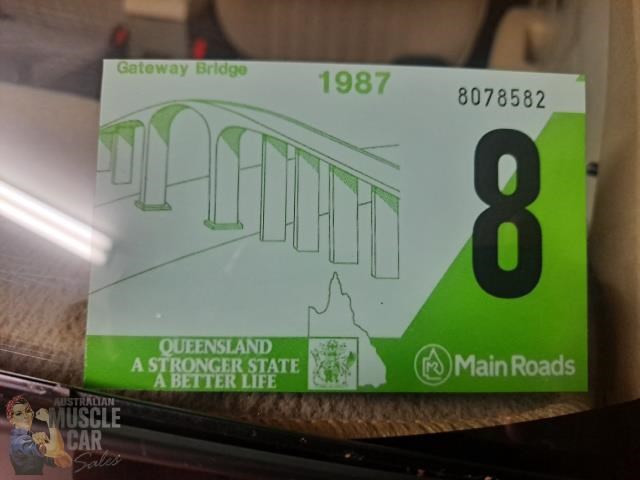 Gateway Bridge
1987
8078582
8
QUEENSLAND
A STRONGER STATE
A BETTER LIFE
Main Roads
AUSTRALIAN
MUSCLE
CAR
Sales